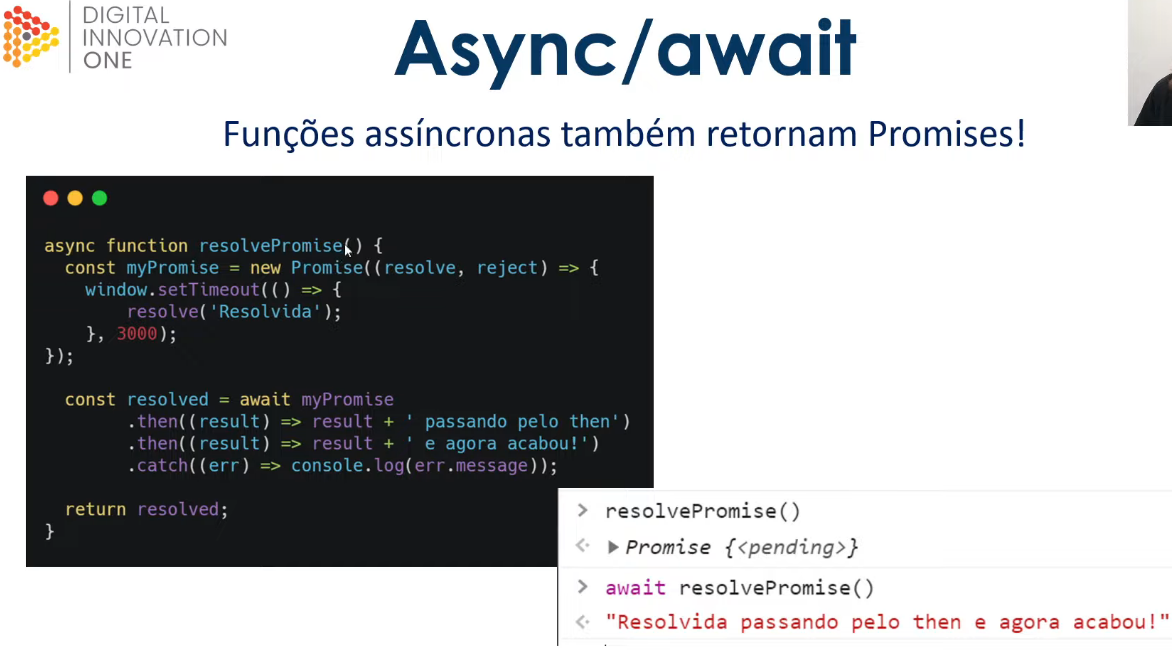 DIGITAL
INNOVATION
ONE
Async/await
Funções assíncronas também retornam Promises!
async function resolvePromise() {
  const myPromise = new Promise((resolve, reject) => {
    window.setTimeout(() => {
        resolve('Resolvida');
    }, 3000);
});
  const resolved = await myPromise
        .then((result) => result + ' passando pelo then')
        .then((result) => result + ' e agora acabou!')
        .catch((err) => console.log(err.message));
  return resolved;
}
> resolvePromise()
<· ▶ Promise {<pending>}
> await resolvePromise()
<· "Resolvida passando pelo then e agora acabou!"